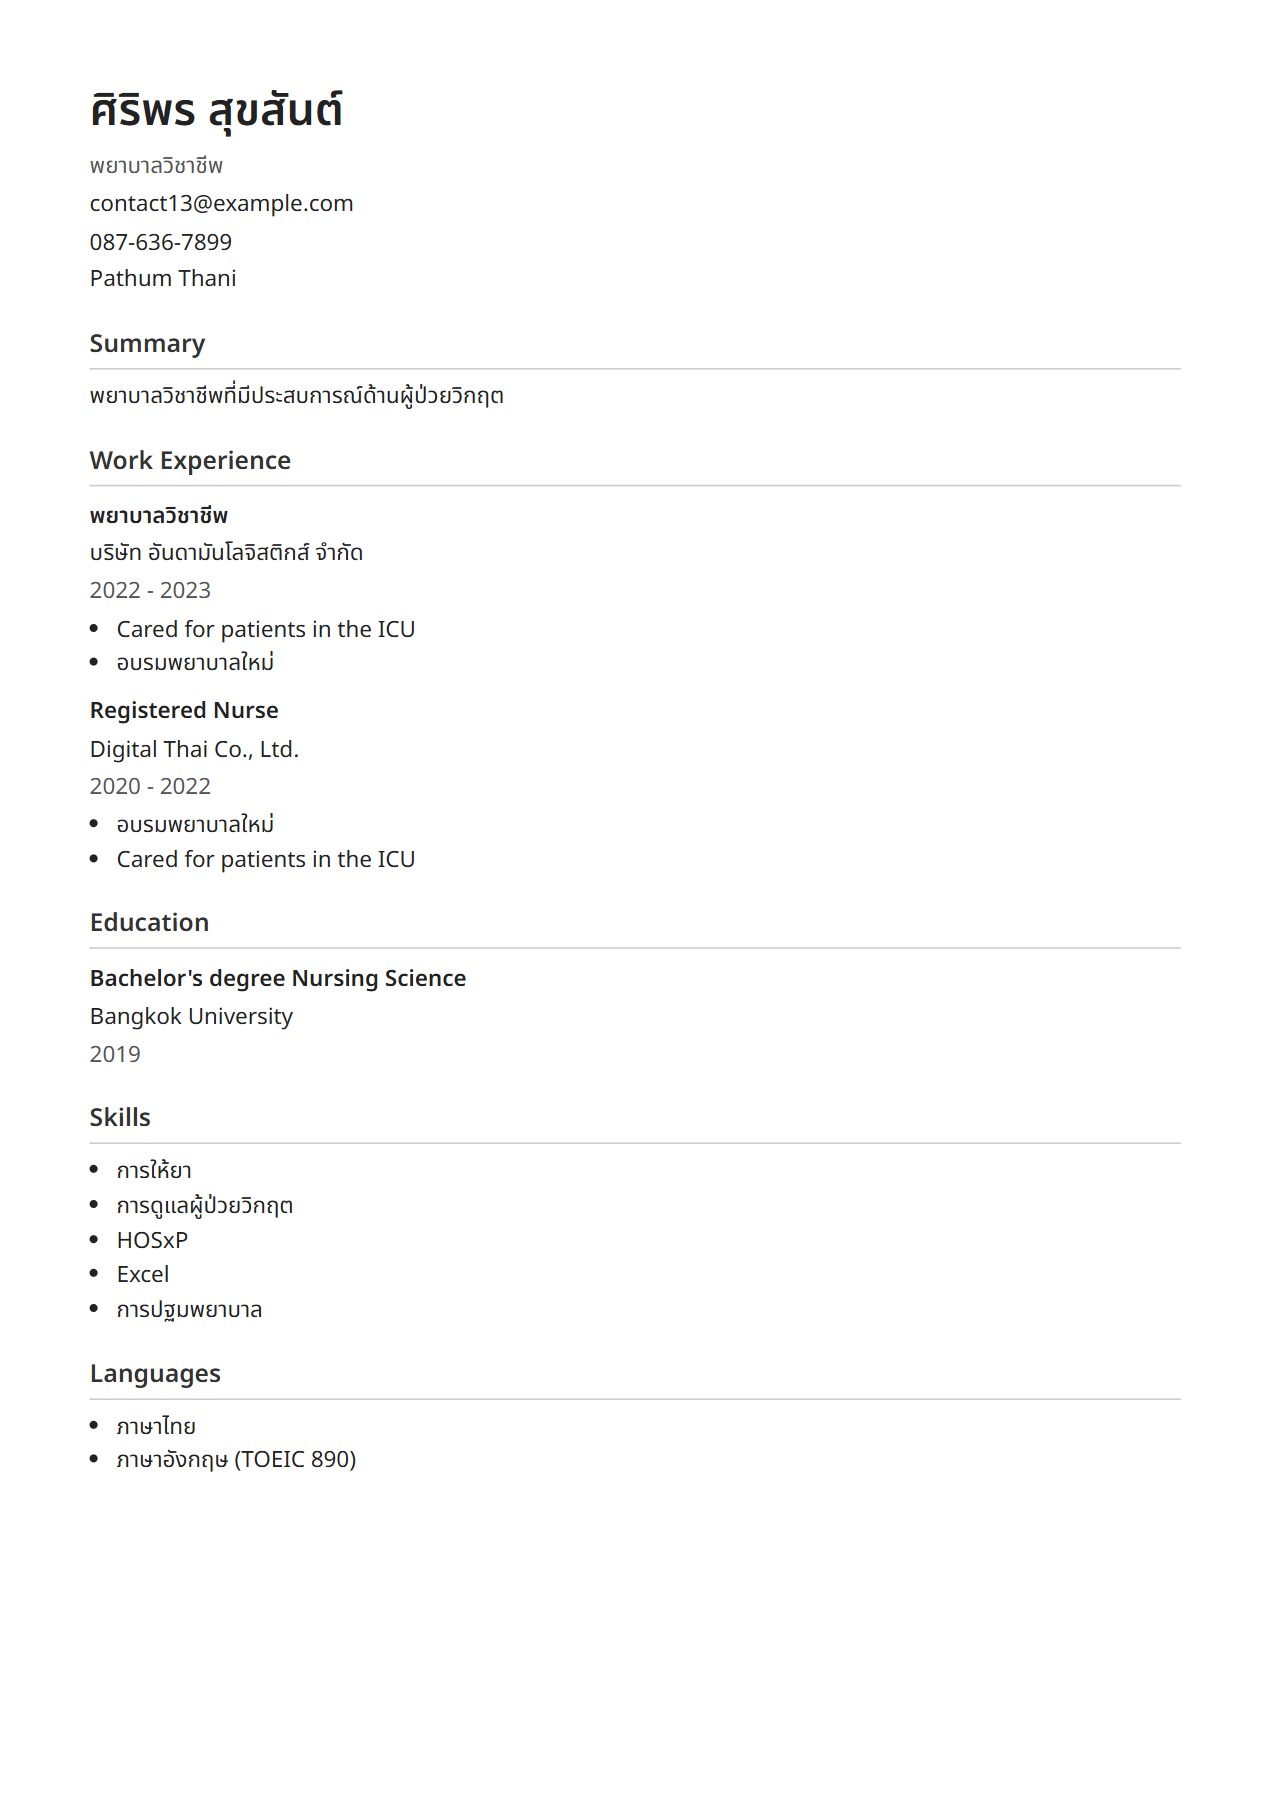 ศิริพร สุขสันต์
พยาบาลวิชาชีพ
contact13@example.com
087-636-7899
Pathum Thani
Summary
พยาบาลวิชาชีพที่มีประสบการณ์ด้านผู้ป่วยวิกฤต
Work Experience
พยาบาลวิชาชีพ
บริษัท อันดามันโลจิสติกส์ จำกัด
2022 - 2023
• Cared for patients in the ICU
• อบรมพยาบาลใหม่
Registered Nurse
Digital Thai Co., Ltd.
2020 - 2022
• อบรมพยาบาลใหม่
• Cared for patients in the ICU
Education
Bachelor's degree Nursing Science
Bangkok University
2019
Skills
• การให้ยา
• การดูแลผู้ป่วยวิกฤต
• HOSxP
• Excel
• การปฐมพยาบาล
Languages
• ภาษาไทย
• ภาษาอังกฤษ (TOEIC 890)